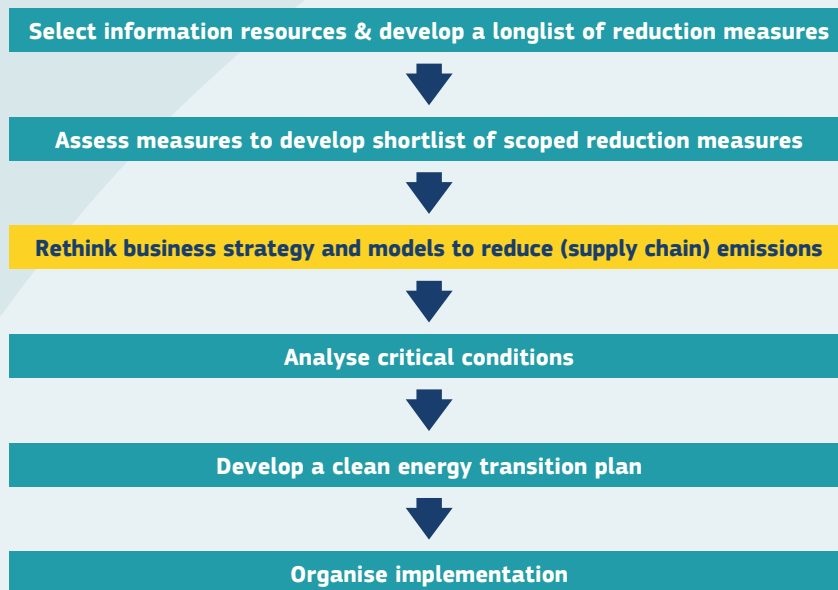 Select information resources & develop a longlist of reduction measures
Assess measures to develop shortlist of scoped reduction measures
Rethink business strategy and models to reduce (supply chain) emissions
Analyse critical conditions
Develop a clean energy transition plan
Organise implementation